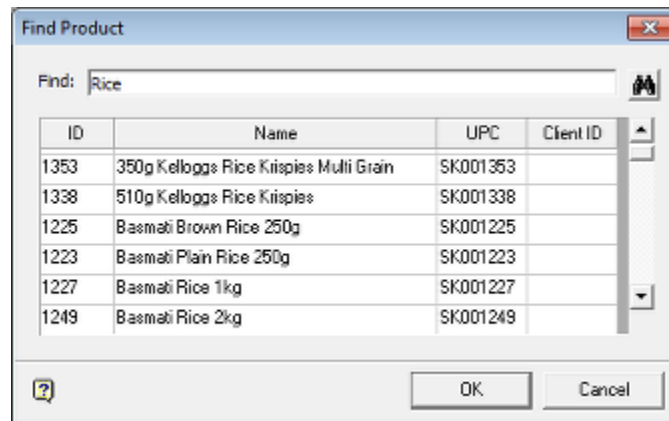 Find Product
Find: Rice
ID Name UPC Client ID
1353 350g Kelloggs Rice Krispies Multi Grain SK001353
1338 510g Kelloggs Rice Krispies SK001338
1225 Basmati Brown Rice 250g SK001225
1223 Basmati Plain Rice 250g SK001223
1227 Basmati Rice 1kg SK001227
1249 Basmati Rice 2kg SK001249
OK Cancel